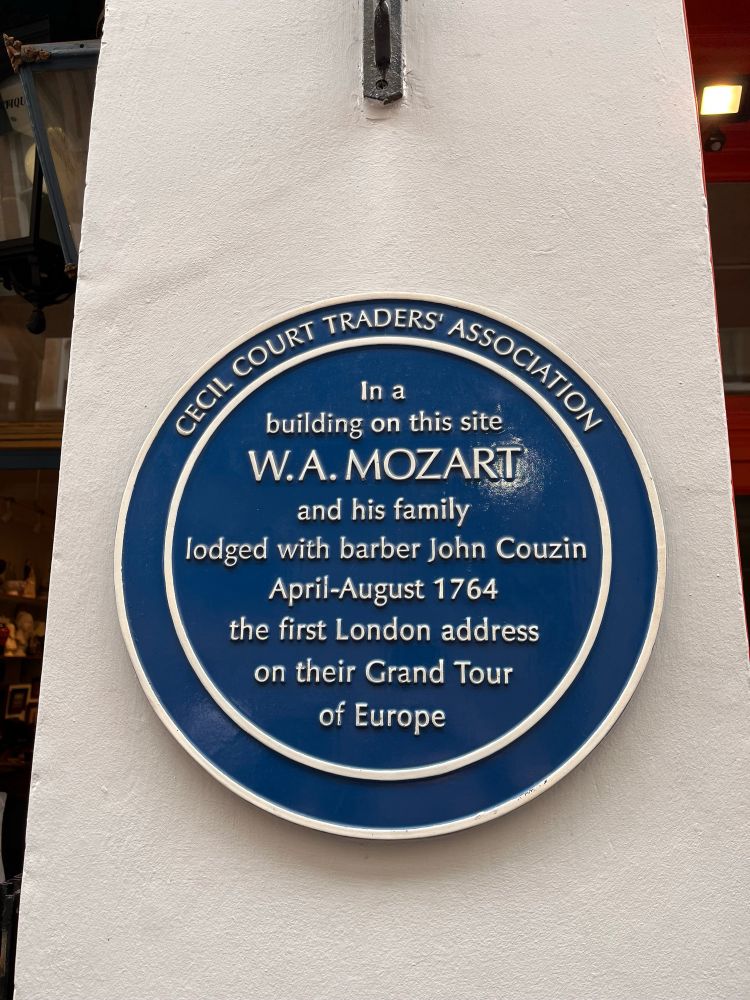 CECIL COURT TRADERS' ASSOCIATION
In a
building on this site
W.A. MOZART
and his family
lodged with barber John Couzin
April-August 1764
the first London address
on their Grand Tour
of Europe